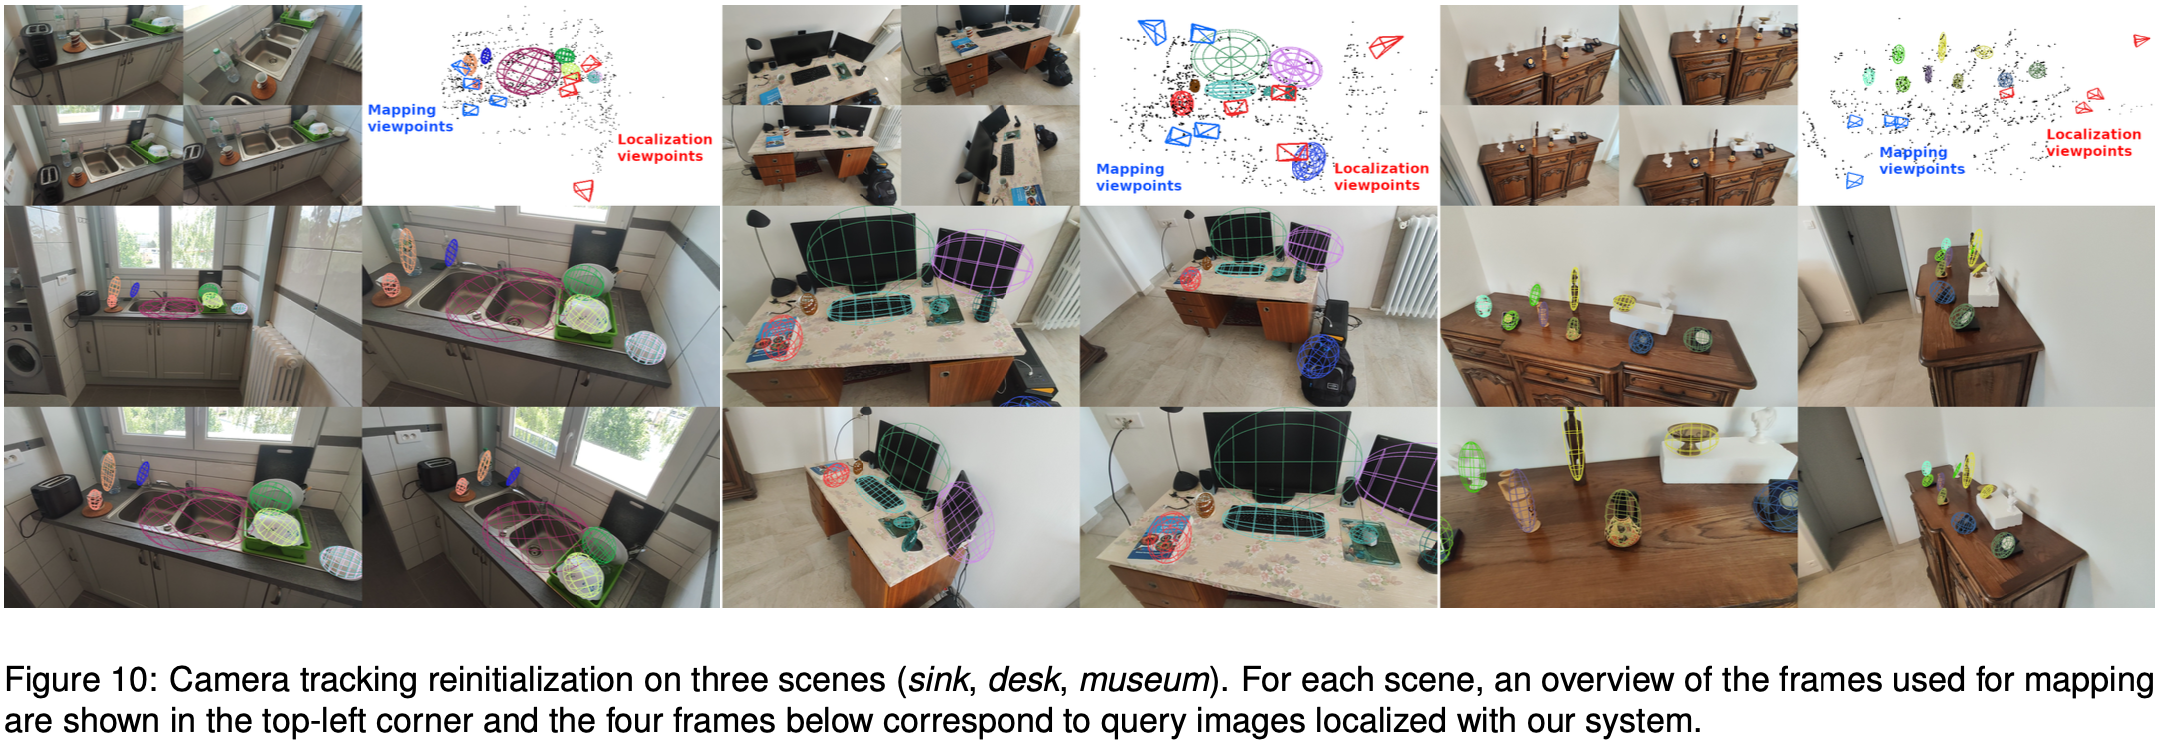 Mapping
viewpoints
Localization
viewpoints
Mapping
viewpoints
Localization
viewpoints
Mapping
viewpoints
Localization
viewpoints
Figure 10: Camera tracking reinitialization on three scenes (sink, desk, museum). For each scene, an overview of the frames used for mapping
are shown in the top-left corner and the four frames below correspond to query images localized with our system.